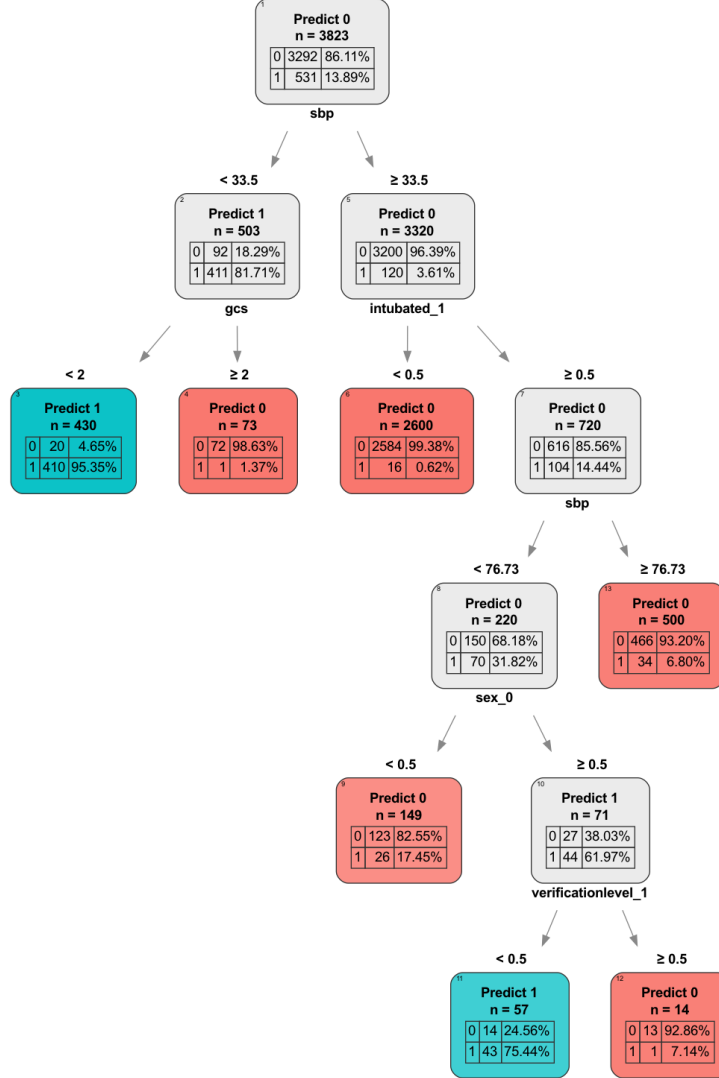 1
Predict 0
n = 3823
0 3292 86.11%
1 531 13.89%
sbp
< 33.5 ≥ 33.5
2
Predict 1
n = 503
0 92 18.29%
1 411 81.71%
gcs
5
Predict 0
n = 3320
0 3200 96.39%
1 120 3.61%
intubated_1
< 2 ≥ 2 < 0.5 ≥ 0.5
3
Predict 1
n = 430
0 20 4.65%
1 410 95.35%
4
Predict 0
n = 73
0 72 98.63%
1 1 1.37%
6
Predict 0
n = 2600
0 2584 99.38%
1 16 0.62%
7
Predict 0
n = 720
0 616 85.56%
1 104 14.44%
sbp
< 76.73 ≥ 76.73
8
Predict 0
n = 220
0 150 68.18%
1 70 31.82%
sex_0
13
Predict 0
n = 500
0 466 93.20%
1 34 6.80%
< 0.5 ≥ 0.5
9
Predict 0
n = 149
0 123 82.55%
1 26 17.45%
10
Predict 1
n = 71
0 27 38.03%
1 44 61.97%
verificationlevel_1
< 0.5 ≥ 0.5
11
Predict 1
n = 57
0 14 24.56%
1 43 75.44%
12
Predict 0
n = 14
0 13 92.86%
1 1 7.14%